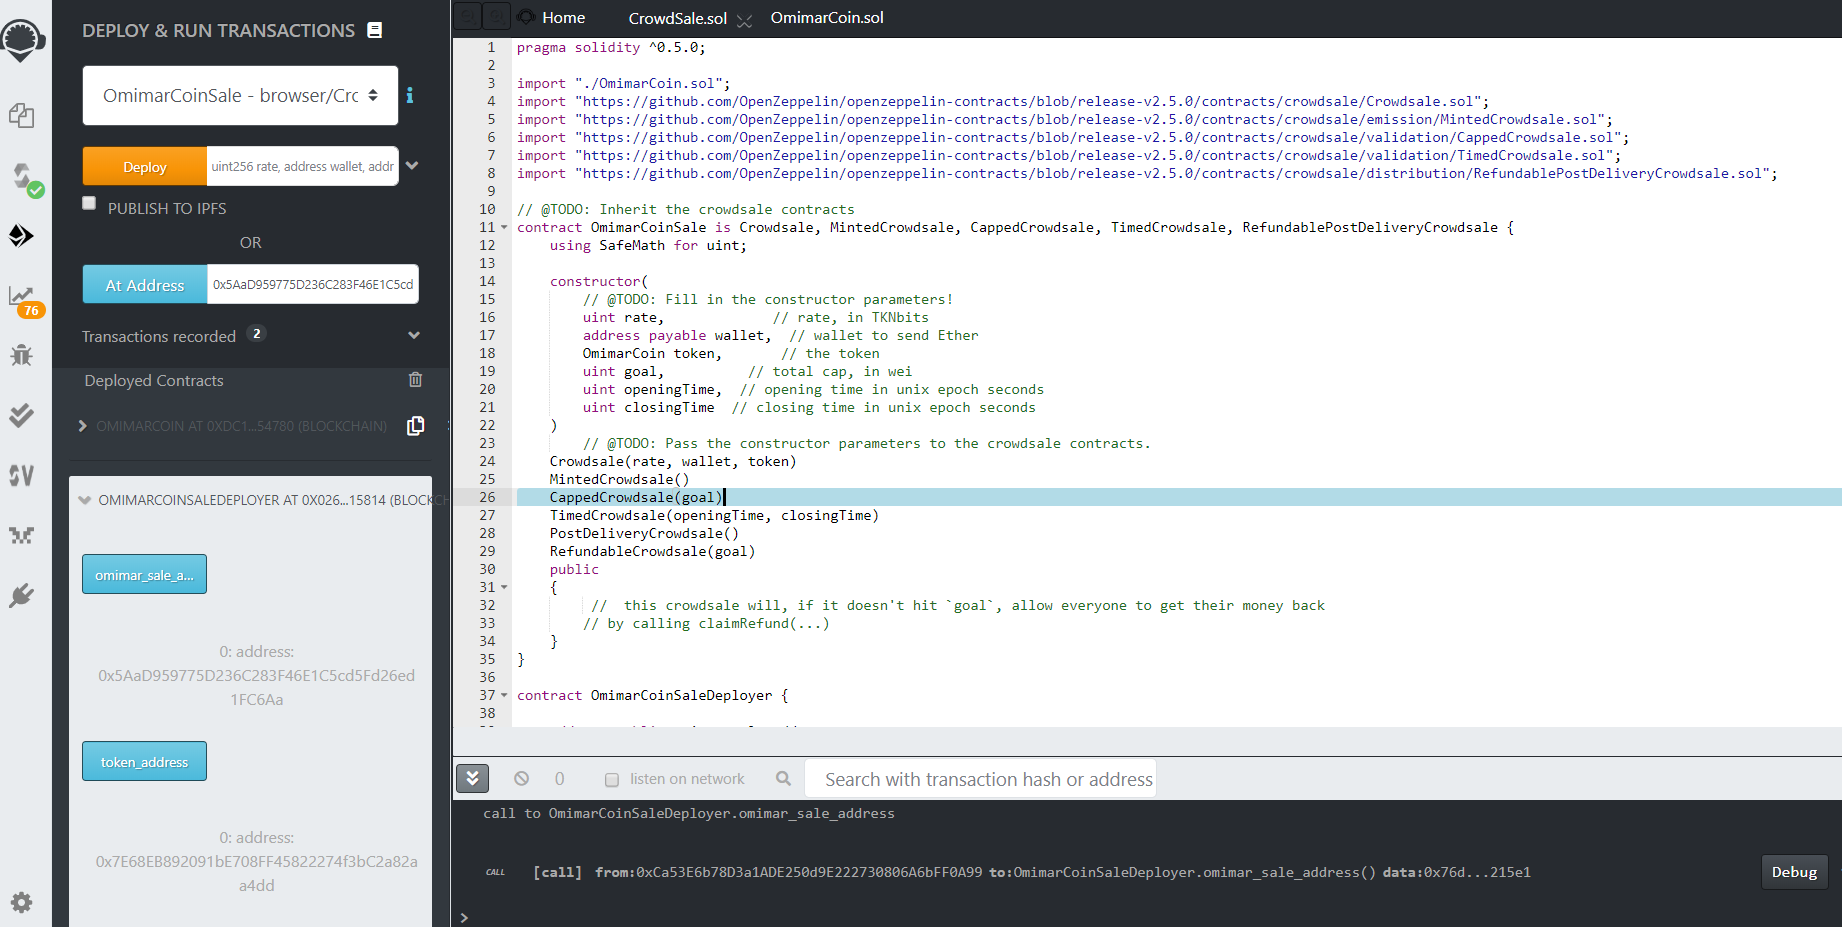 DEPLOY & RUN TRANSACTIONS
OmimarCoinSale - browser/Crc
Deploy
uint256 rate, address wallet, addr
PUBLISH TO IPFS
OR
At Address
0x5AaD959775D236C283F46E1C5cd
76
Transactions recorded 2
Deployed Contracts
OMIMARCOIN AT 0XDC1...54780 (BLOCKCHAIN)
OMIMARCOINSALEDEPLOYER AT 0X026...15814 (BLOCKCH
omimar_sale_a...
0: address:
0x5AaD959775D236C283F46E1C5cd5Fd26ed
1FC6Aa
token_address
0: address:
0x7E68EB892091bE708FF45822274f3bC2a82a
a4dd
Home
CrowdSale.sol
OmimarCoin.sol
1 pragma solidity ^0.5.0;
2
3 import "./OmimarCoin.sol";
4 import "https://github.com/OpenZeppelin/openzeppelin-contracts/blob/release-v2.5.0/contracts/crowdsale/Crowdsale.sol";
5 import "https://github.com/OpenZeppelin/openzeppelin-contracts/blob/release-v2.5.0/contracts/crowdsale/emission/MintedCrowdsale.sol";
6 import "https://github.com/OpenZeppelin/openzeppelin-contracts/blob/release-v2.5.0/contracts/crowdsale/validation/CappedCrowdsale.sol";
7 import "https://github.com/OpenZeppelin/openzeppelin-contracts/blob/release-v2.5.0/contracts/crowdsale/validation/TimedCrowdsale.sol";
8 import "https://github.com/OpenZeppelin/openzeppelin-contracts/blob/release-v2.5.0/contracts/crowdsale/distribution/RefundablePostDeliveryCrowdsale.sol";
9
10 // @TODO: Inherit the crowdsale contracts
11 contract OmimarCoinSale is Crowdsale, MintedCrowdsale, CappedCrowdsale, TimedCrowdsale, RefundablePostDeliveryCrowdsale {
12 using SafeMath for uint;
13
14 constructor(
15 // @TODO: Fill in the constructor parameters!
16 uint rate, // rate, in TKNbits
17 address payable wallet, // wallet to send Ether
18 OmimarCoin token, // the token
19 uint goal, // total cap, in wei
20 uint openingTime, // opening time in unix epoch seconds
21 uint closingTime // closing time in unix epoch seconds
22 )
23 // @TODO: Pass the constructor parameters to the crowdsale contracts.
24 Crowdsale(rate, wallet, token)
25 MintedCrowdsale()
26 CappedCrowdsale(goal)
27 TimedCrowdsale(openingTime, closingTime)
28 PostDeliveryCrowdsale()
29 RefundableCrowdsale(goal)
30 public
31 {
32 // this crowdsale will, if it doesn't hit `goal`, allow everyone to get their money back
33 // by calling claimRefund(...)
34 }
35 }
36
37 contract OmimarCoinSaleDeployer {
38
0
listen on network
Search with transaction hash or address
call to OmimarCoinSaleDeployer.omimar_sale_address
CALL [call] from:0xCa53E6b78D3a1ADE250d9E222730806A6bFF0A99 to:OmimarCoinSaleDeployer.omimar_sale_address() data:0x76d...215e1
Debug
>